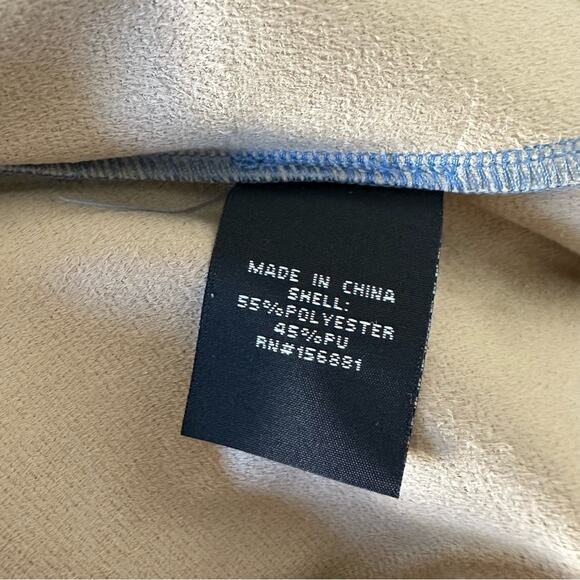 MADE IN CHINA
SHELL:
55%POLYESTER
45%PU
RN#156881